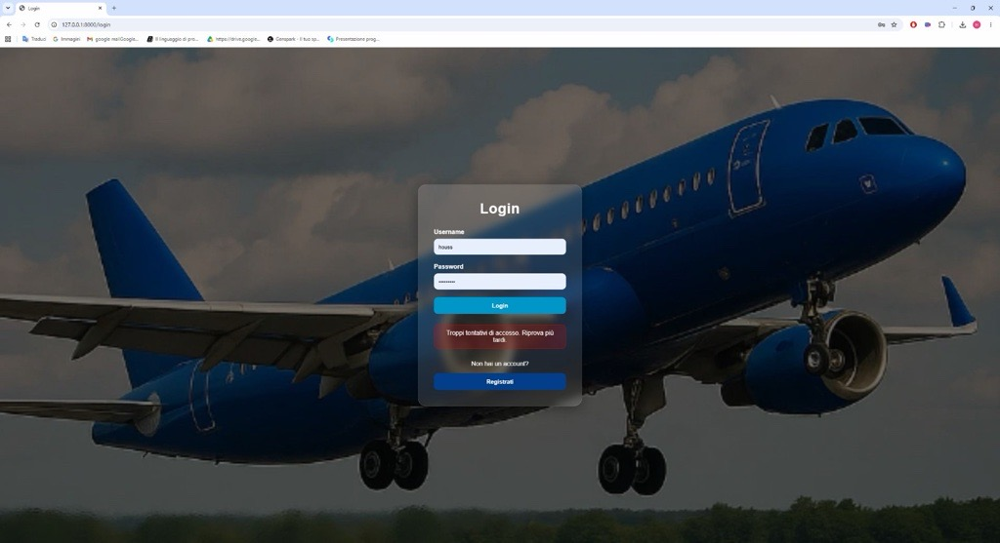 Login
127.0.0.1:8000/login
Traduci
Immagini
google mailGoogle...
Il linguaggio di pro...
https://drive.google...
Genspark - Il tuo sp...
Presentazione prog...
Login
Username
houss
Password
Login
Troppi tentativi di accesso. Riprova più
tardi.
Non hai un account?
Registrati